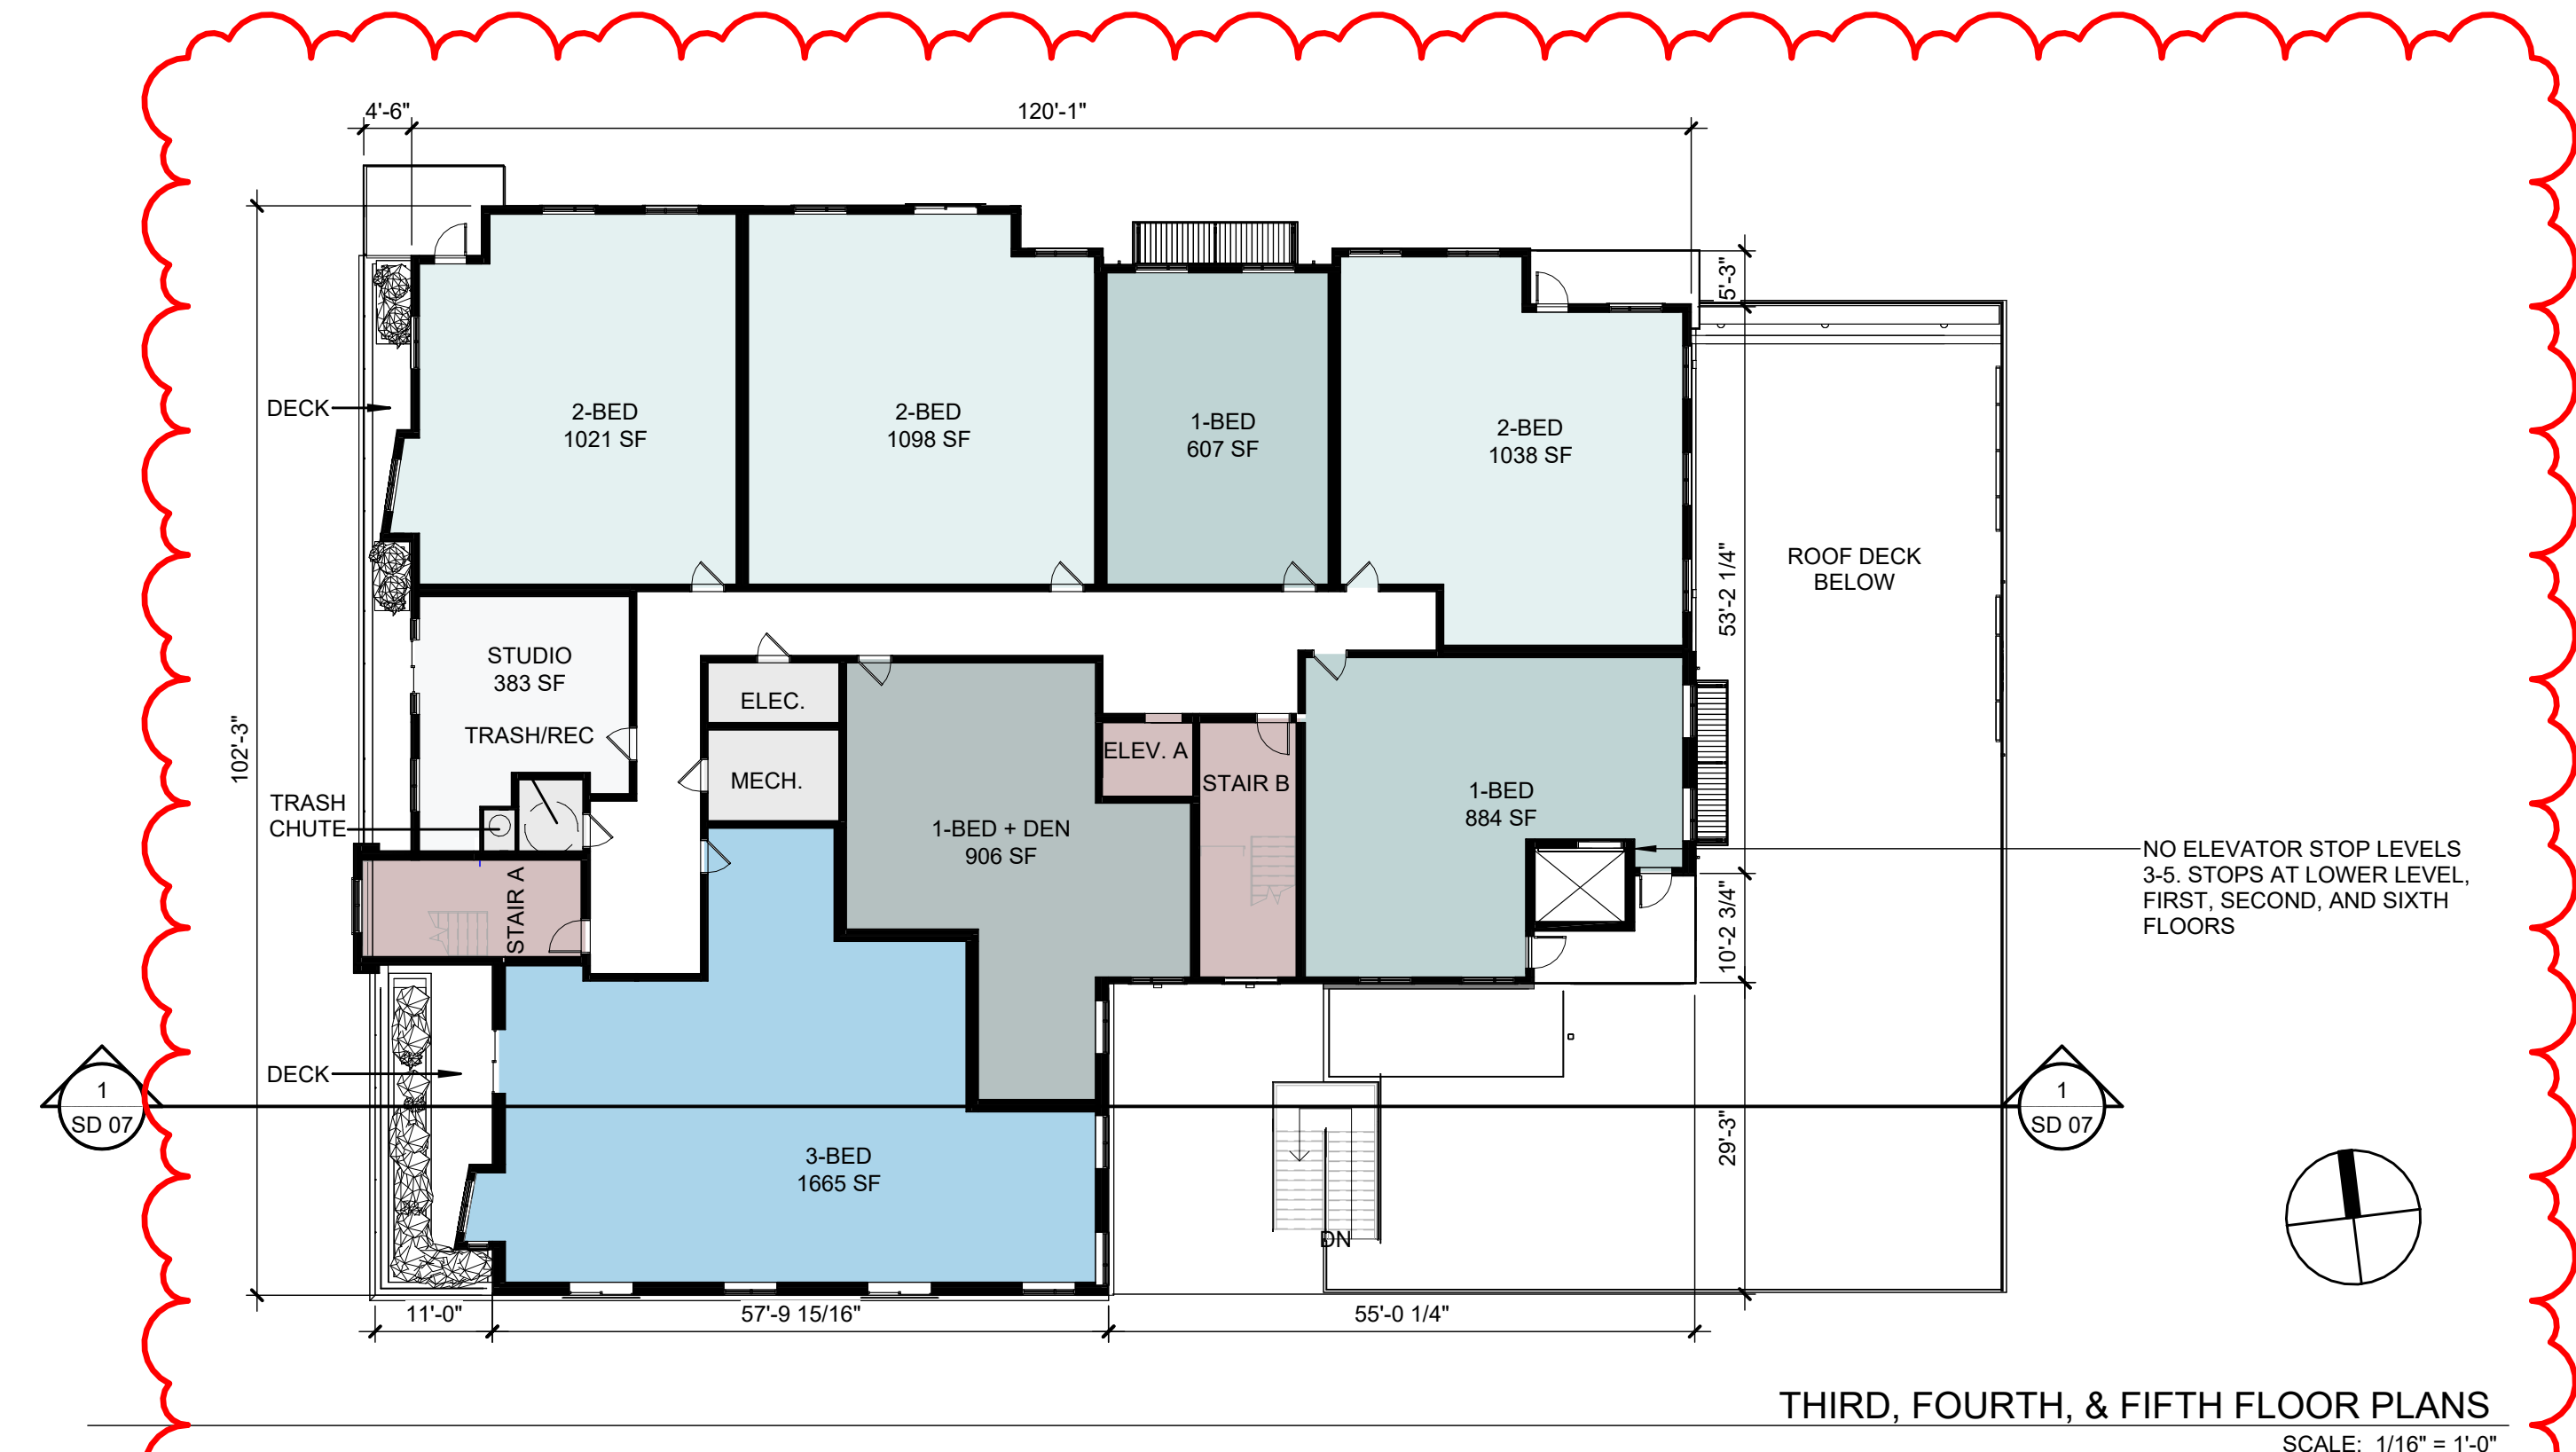 4'-6"
120'-1"
5'-3"
DECK
2-BED
1021 SF
2-BED
1098 SF
1-BED
607 SF
2-BED
1038 SF
53'-2 1/4"
ROOF DECK
BELOW
102'-3"
STUDIO
383 SF
TRASH/REC
ELEC.
MECH.
ELEV. A
STAIR B
1-BED
884 SF
TRASH
CHUTE
1-BED + DEN
906 SF
STAIR A
10'-2 3/4"
NO ELEVATOR STOP LEVELS
3-5. STOPS AT LOWER LEVEL,
FIRST, SECOND, AND SIXTH
FLOORS
DECK
1
SD 07
3-BED
1665 SF
29'-3"
1
SD 07
DN
11'-0"
57'-9 15/16"
55'-0 1/4"
THIRD, FOURTH, & FIFTH FLOOR PLANS
SCALE: 1/16" = 1'-0"